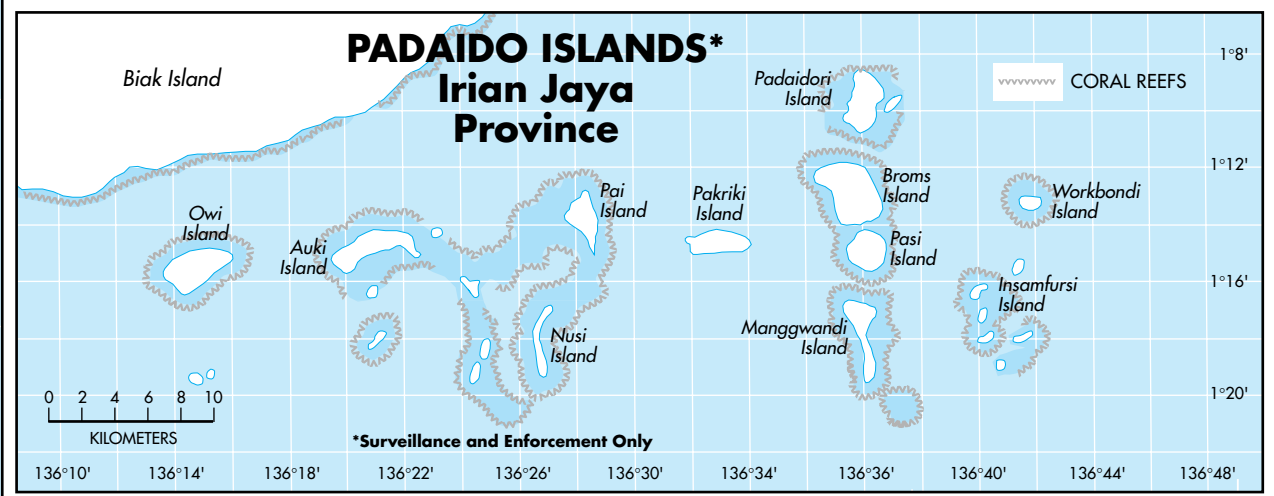 PADAIDO ISLANDS*
Irian Jaya
Province
Biak Island
Padaidori
Island
CORAL REEFS
1°8'
1°12'
1°16'
1°20'
Owi
Island
Auki
Island
Pai
Island
Pakriki
Island
Broms
Island
Pasi
Island
Workbondi
Island
Insamfursi
Island
Nusi
Island
Manggwandi
Island
0 2 4 6 8 10
KILOMETERS
*Surveillance and Enforcement Only
136°10' 136°14' 136°18' 136°22' 136°26' 136°30' 136°34' 136°36' 136°40' 136°44' 136°48'